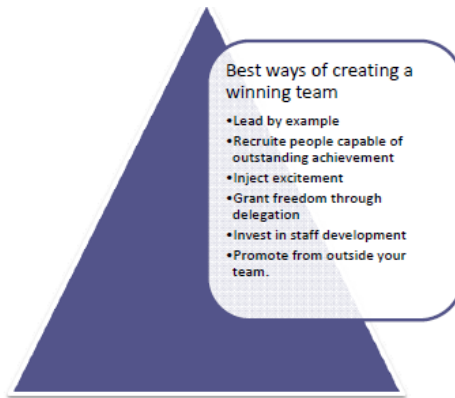 Best ways of creating a
winning team
•Lead by example
•Recruite people capable of
outstanding achievement
•Inject excitement
•Grant freedom through
delegation
•Invest in staff development
•Promote from outside your
team.